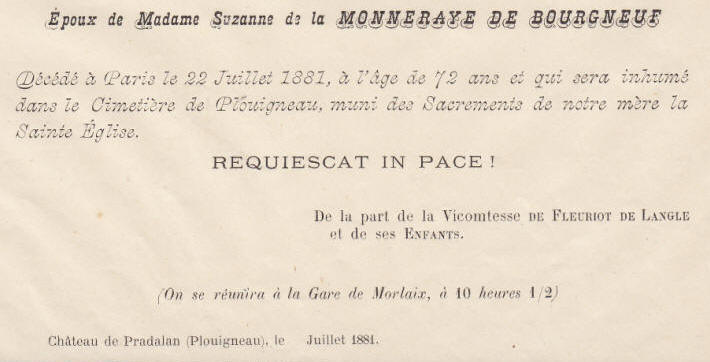 Époux de Madame Suzanne de la MONNERAYE DE BOURGNEUF
Décédé à Paris le 22 Juillet 1881, à l'âge de 72 ans et qui sera inhumé
dans le Cimetière de Plouigneau, muni des Sacrements de notre mère la
Sainte Église.
REQUIESCAT IN PACE !
De la part de la Vicomtesse DE FLEURIOT DE LANGLE
et de ses ENFANTS.
(On se réunira à la Gare de Morlaix, à 10 heures 1/2)
Château de Pradalan (Plouigneau), le Juillet 1881.